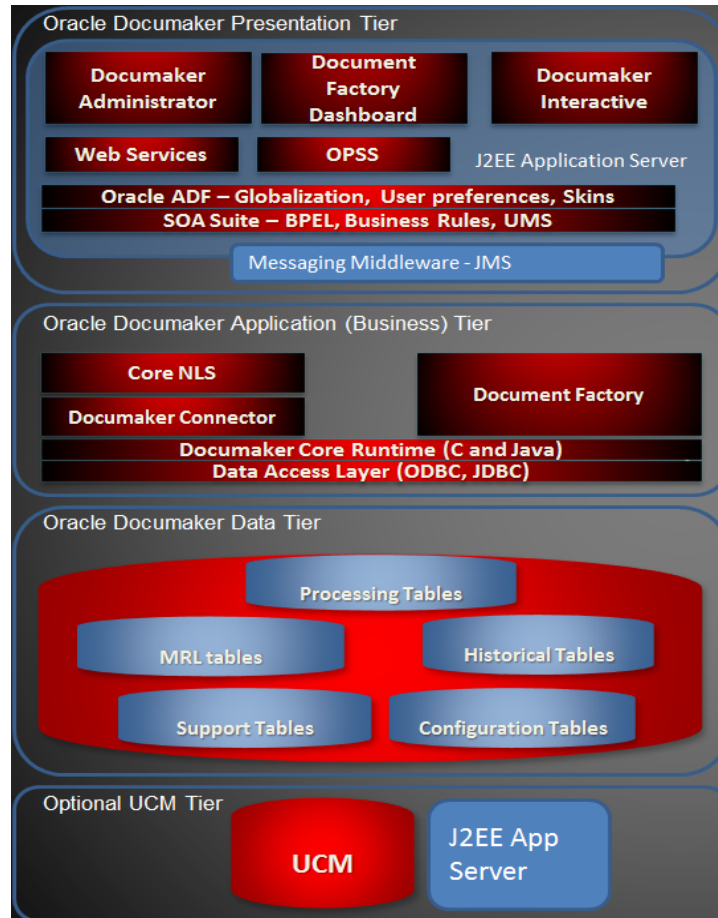 Oracle Documaker Presentation Tier
Documaker
Administrator
Document
Factory
Dashboard
Documaker
Interactive
Web Services
OPSS
J2EE Application Server
Oracle ADF – Globalization, User preferences, Skins
SOA Suite – BPEL, Business Rules, UMS
Messaging Middleware - JMS
Oracle Documaker Application (Business) Tier
Core NLS
Documaker Connector
Document Factory
Documaker Core Runtime (C and Java)
Data Access Layer (ODBC, JDBC)
Oracle Documaker Data Tier
Processing Tables
MRL tables
Historical Tables
Support Tables
Configuration Tables
Optional UCM Tier
UCM
J2EE App
Server